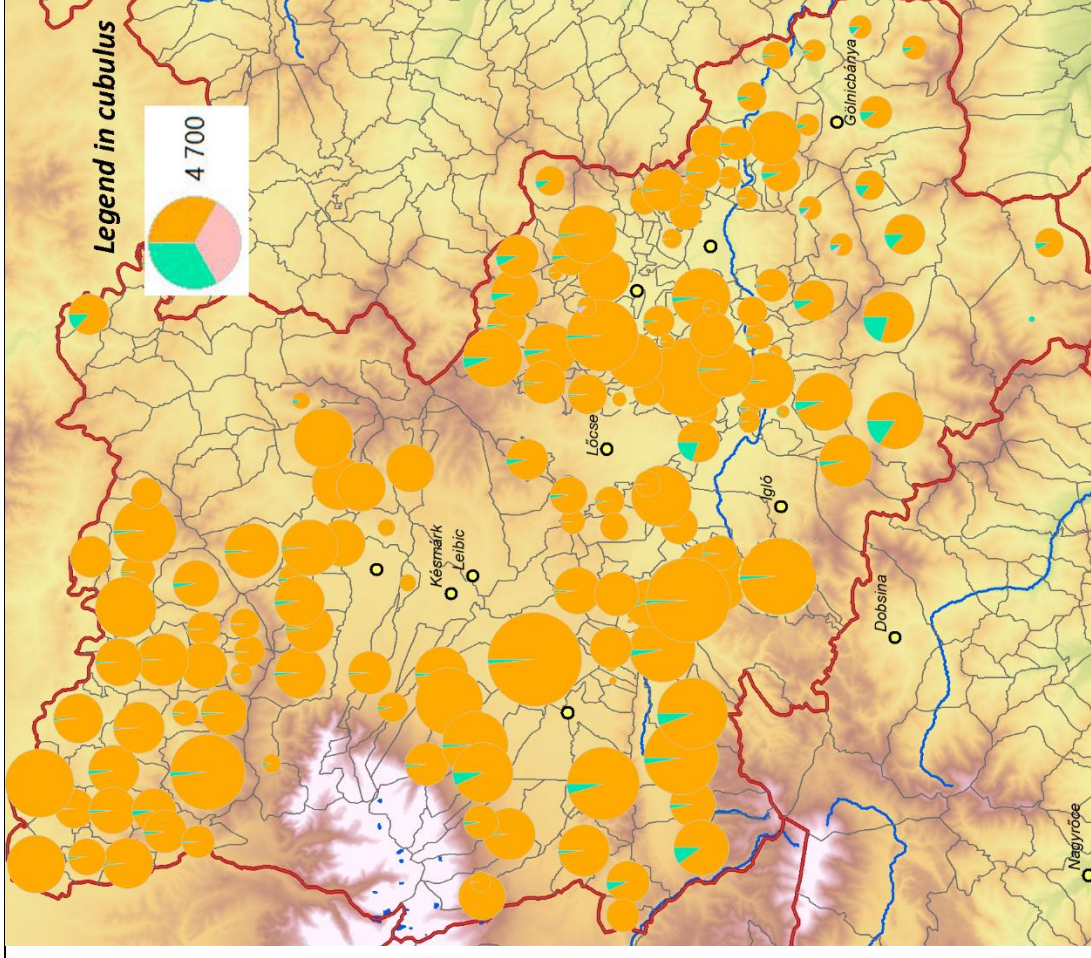 Legend in cubulus
4 700
Gölnicbánya
Lőcse
Késmárk
Leibic
Igló
Dobsina
Nagyrőce